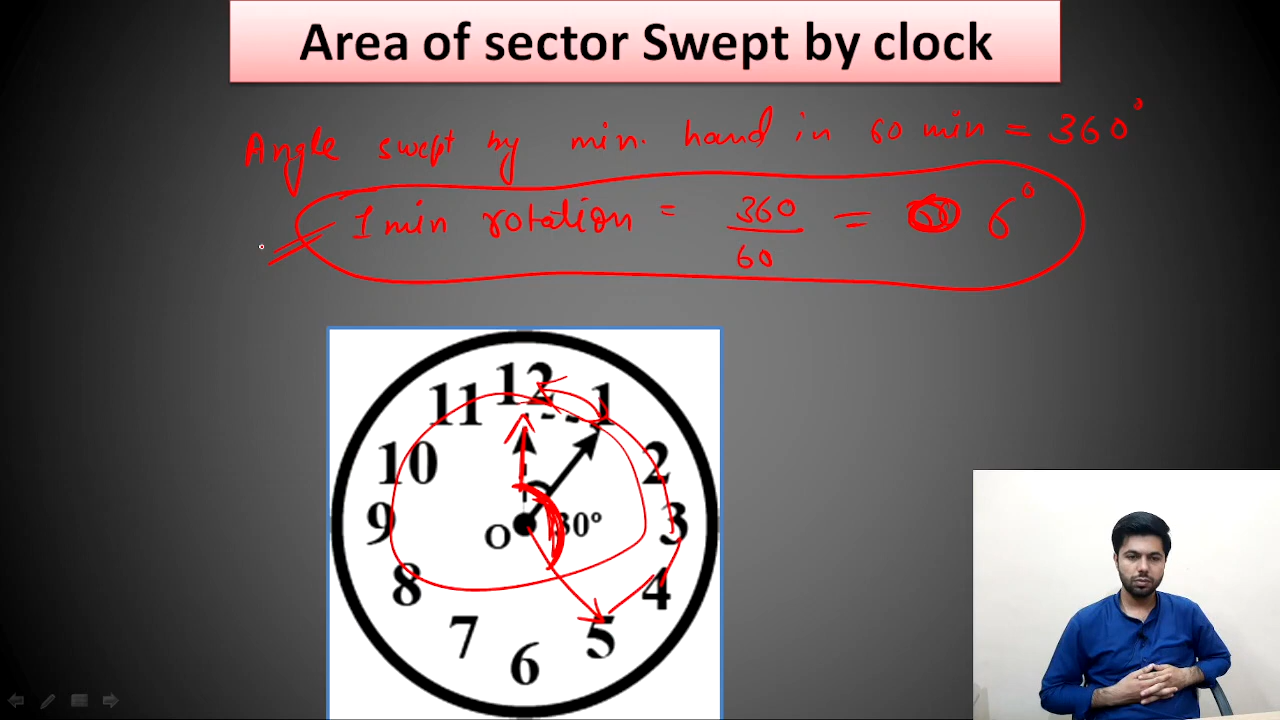 Area of sector Swept by clock
Angle swept by min. hand in 60 min = 360°
1 min rotation = 360/60 = 6°
12
11 1
10 2
9 3
O 30°
8 4
7 5
6